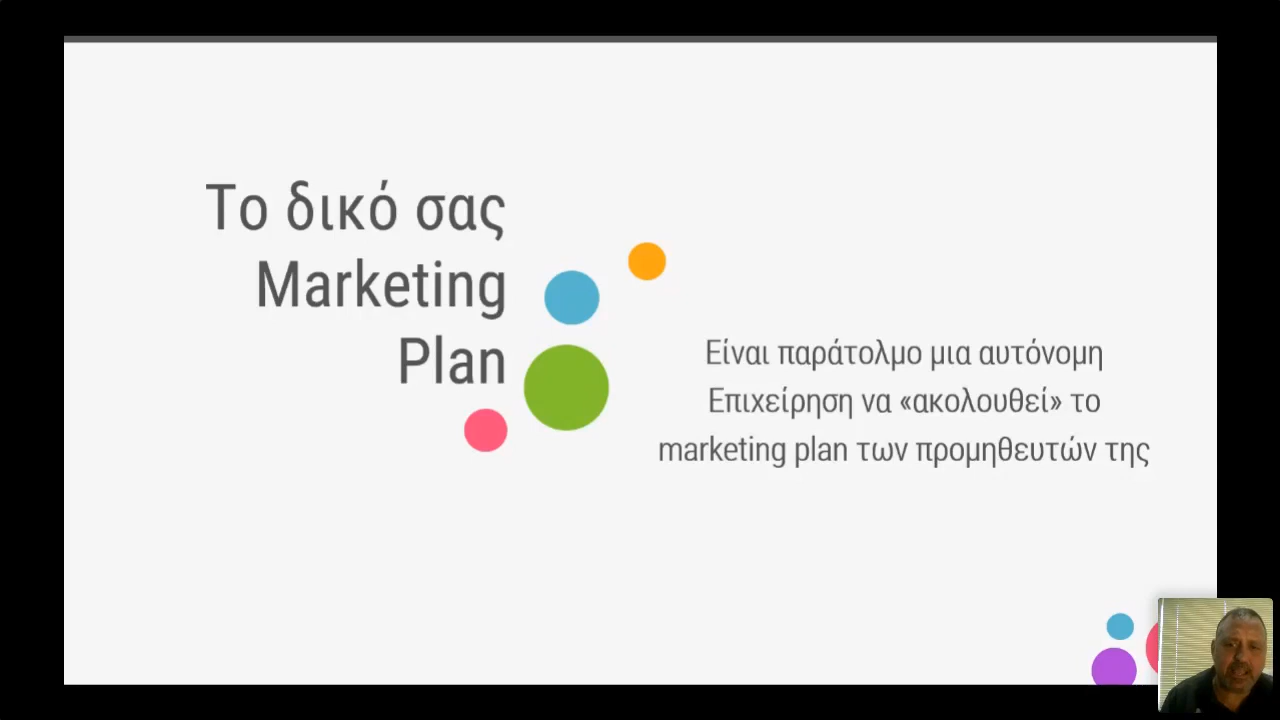 Το δικό σας
Marketing
Plan
Είναι παράτολμο μια αυτόνομη
Επιχείρηση να «ακολουθεί» το
marketing plan των προμηθευτών της